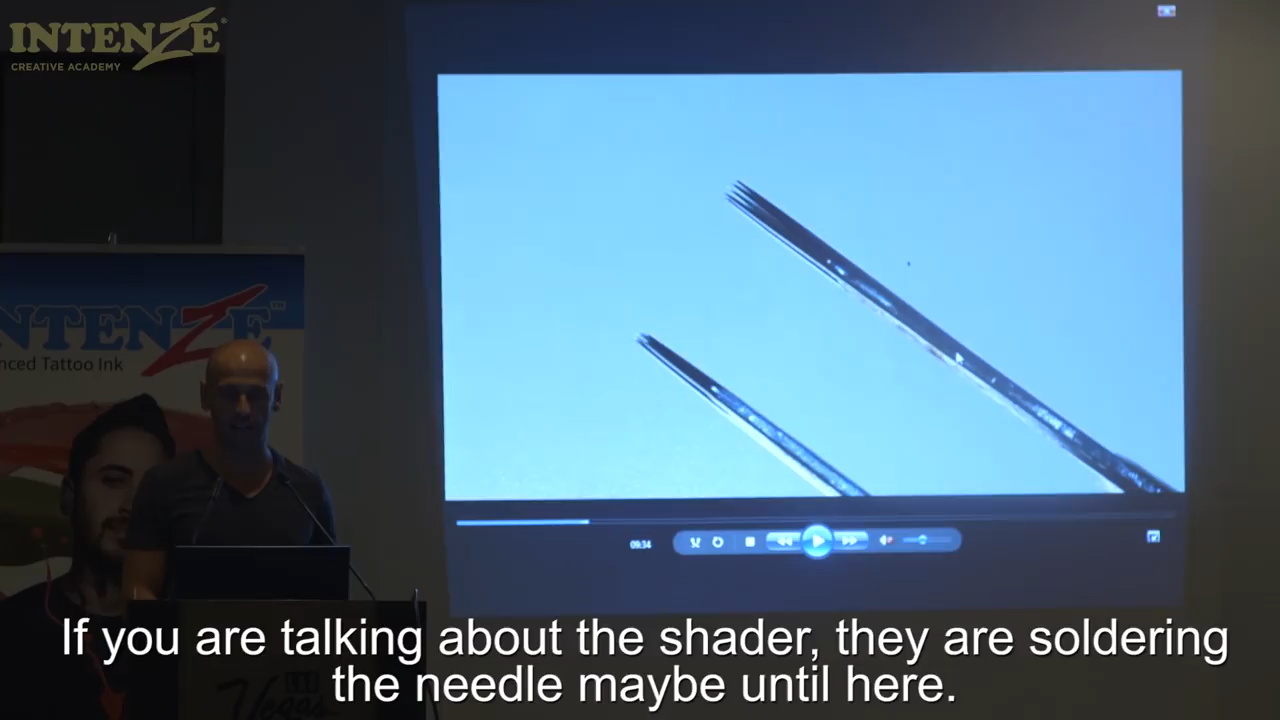 INTENZE
CREATIVE ACADEMY
NTENZE
nced Tattoo Ink
09:34
Vegas
If you are talking about the shader, they are soldering
the needle maybe until here.